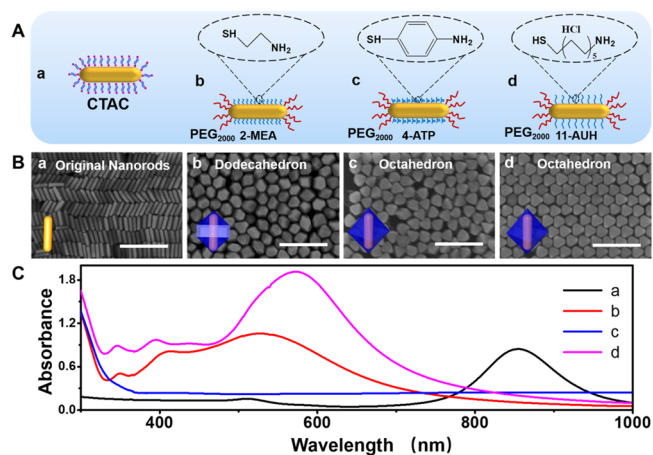 A
a
CTAC
SH
NH₂
b
PEG₂₀₀₀ 2-MEA
SH
NH₂
c
PEG₂₀₀₀ 4-ATP
HCl
SH
NH₂
5
d
PEG₂₀₀₀ 11-AUH
B
a Original Nanorods
b Dodecahedron
c Octahedron
d Octahedron
C
1.8
1.2
0.6
0.0
Absorbance
a
b
c
d
400 600 800 1000
Wavelength （nm）